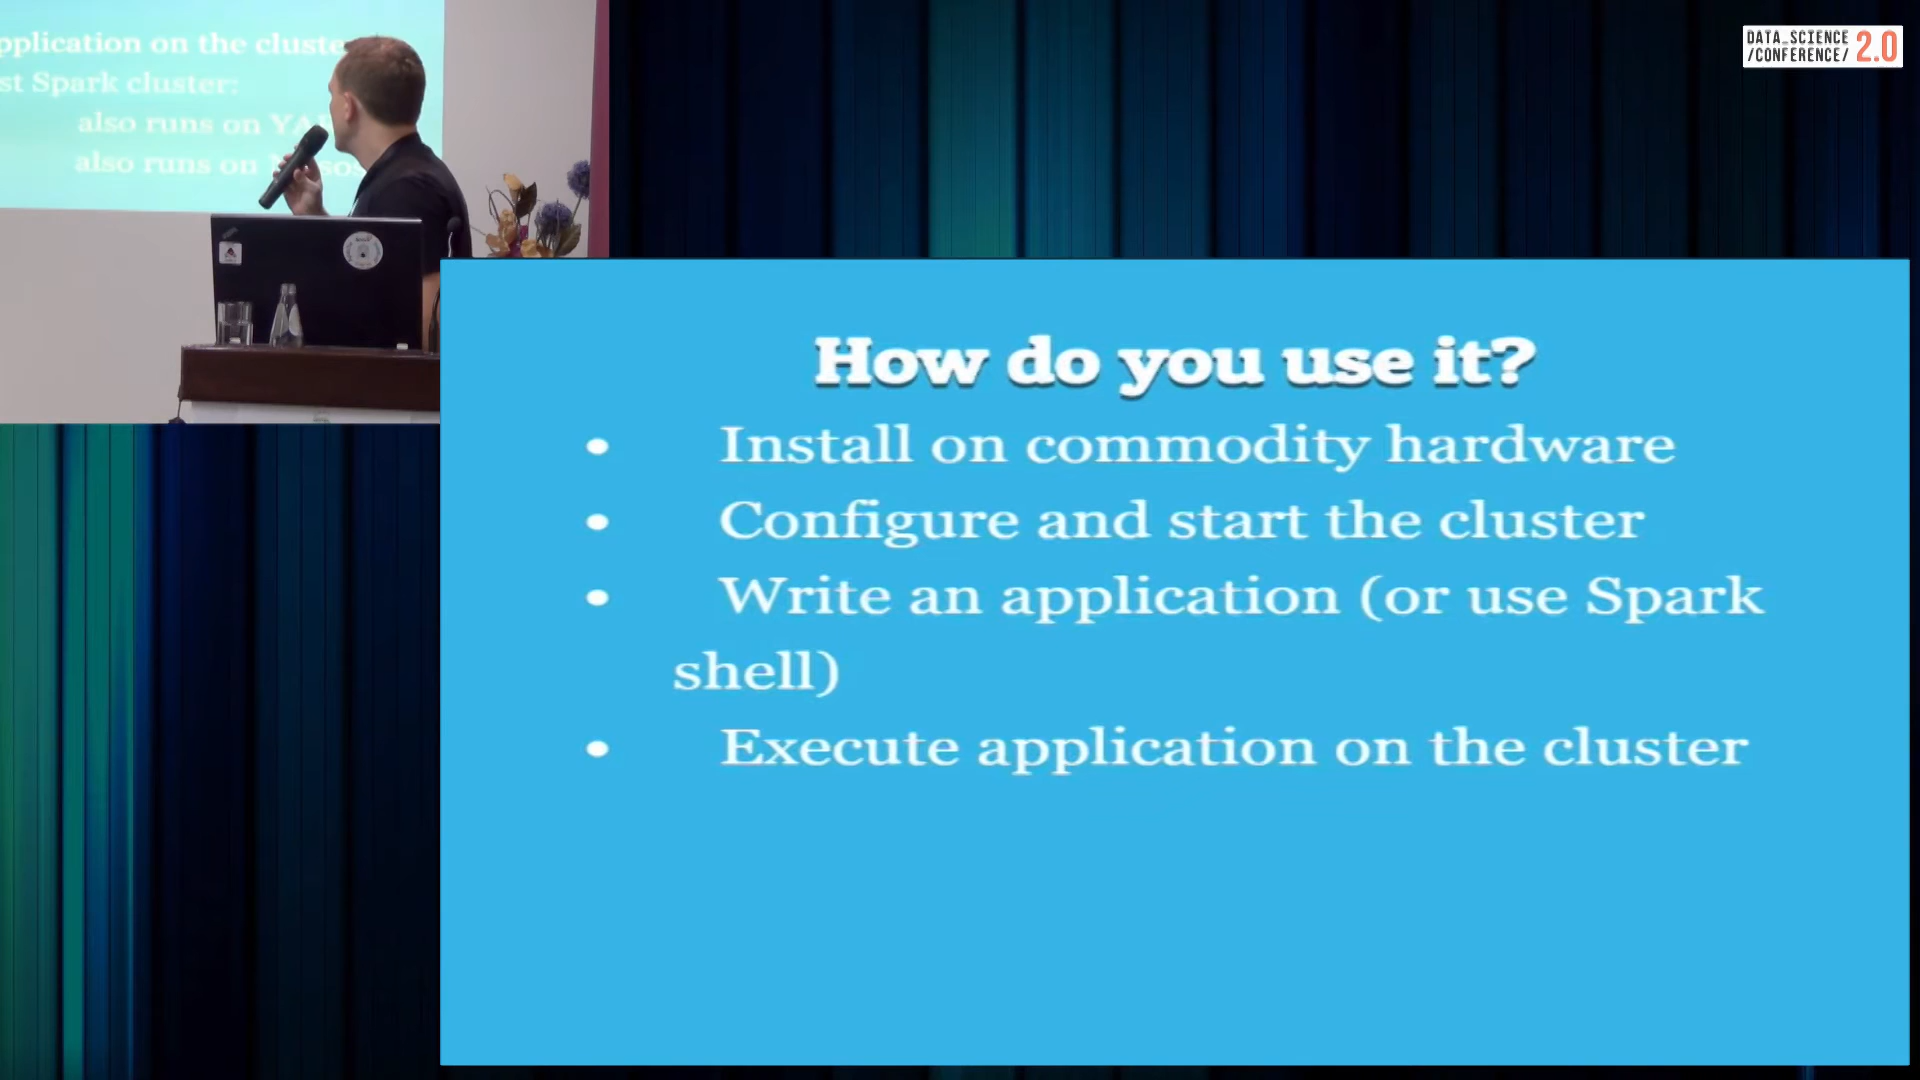 pplication on the cluste
st Spark cluster:
also runs on YA
also runs on
DATA_SCIENCE
/CONFERENCE/ 2.0
How do you use it?
• Install on commodity hardware
• Configure and start the cluster
• Write an application (or use Spark
shell)
• Execute application on the cluster